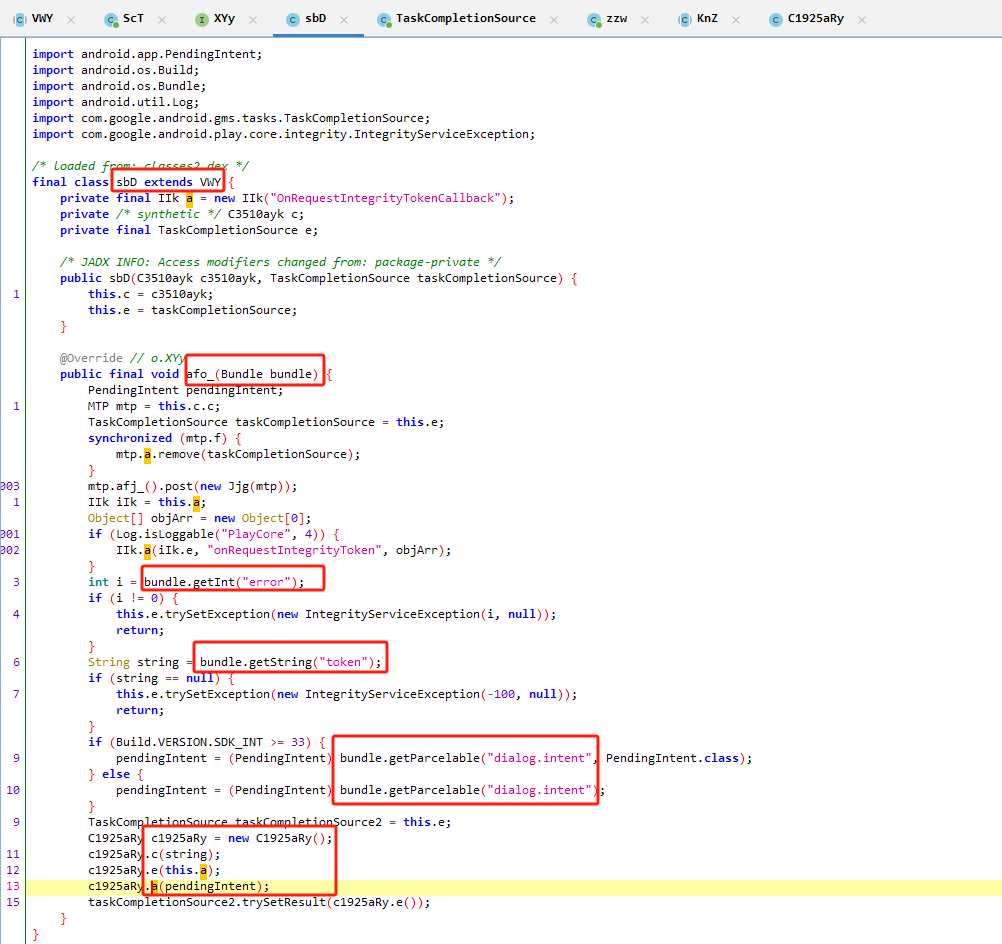 VWY ScT XYy sbD TaskCompletionSource zzw KnZ C1925aRy
import android.app.PendingIntent;
import android.os.Build;
import android.os.Bundle;
import android.util.Log;
import com.google.android.gms.tasks.TaskCompletionSource;
import com.google.android.play.core.integrity.IntegrityServiceException;
/* loaded from: classes2.dex */
final class sbD extends VWY {
private final IIk a = new IIk("OnRequestIntegrityTokenCallback");
private /* synthetic */ C3510ayk c;
private final TaskCompletionSource e;
/* JADX INFO: Access modifiers changed from: package-private */
public sbD(C3510ayk c3510ayk, TaskCompletionSource taskCompletionSource) {
1 this.c = c3510ayk;
this.e = taskCompletionSource;
}
@Override // o.XYy
public final void afo_(Bundle bundle) {
PendingIntent pendingIntent;
1 MTP mtp = this.c.c;
TaskCompletionSource taskCompletionSource = this.e;
synchronized (mtp.f) {
mtp.a.remove(taskCompletionSource);
}
003 mtp.afj_().post(new Jjg(mtp));
1 IIk iIk = this.a;
Object[] objArr = new Object[0];
001 if (Log.isLoggable("PlayCore", 4)) {
002 IIk.a(iIk.e, "onRequestIntegrityToken", objArr);
}
3 int i = bundle.getInt("error");
if (i != 0) {
4 this.e.trySetException(new IntegrityServiceException(i, null));
return;
}
6 String string = bundle.getString("token");
if (string == null) {
7 this.e.trySetException(new IntegrityServiceException(-100, null));
return;
}
if (Build.VERSION.SDK_INT >= 33) {
9 pendingIntent = (PendingIntent) bundle.getParcelable("dialog.intent", PendingIntent.class);
} else {
10 pendingIntent = (PendingIntent) bundle.getParcelable("dialog.intent");
}
9 TaskCompletionSource taskCompletionSource2 = this.e;
C1925aRy c1925aRy = new C1925aRy();
11 c1925aRy.c(string);
12 c1925aRy.e(this.a);
13 c1925aRy.a(pendingIntent);
15 taskCompletionSource2.trySetResult(c1925aRy.e());
}
}